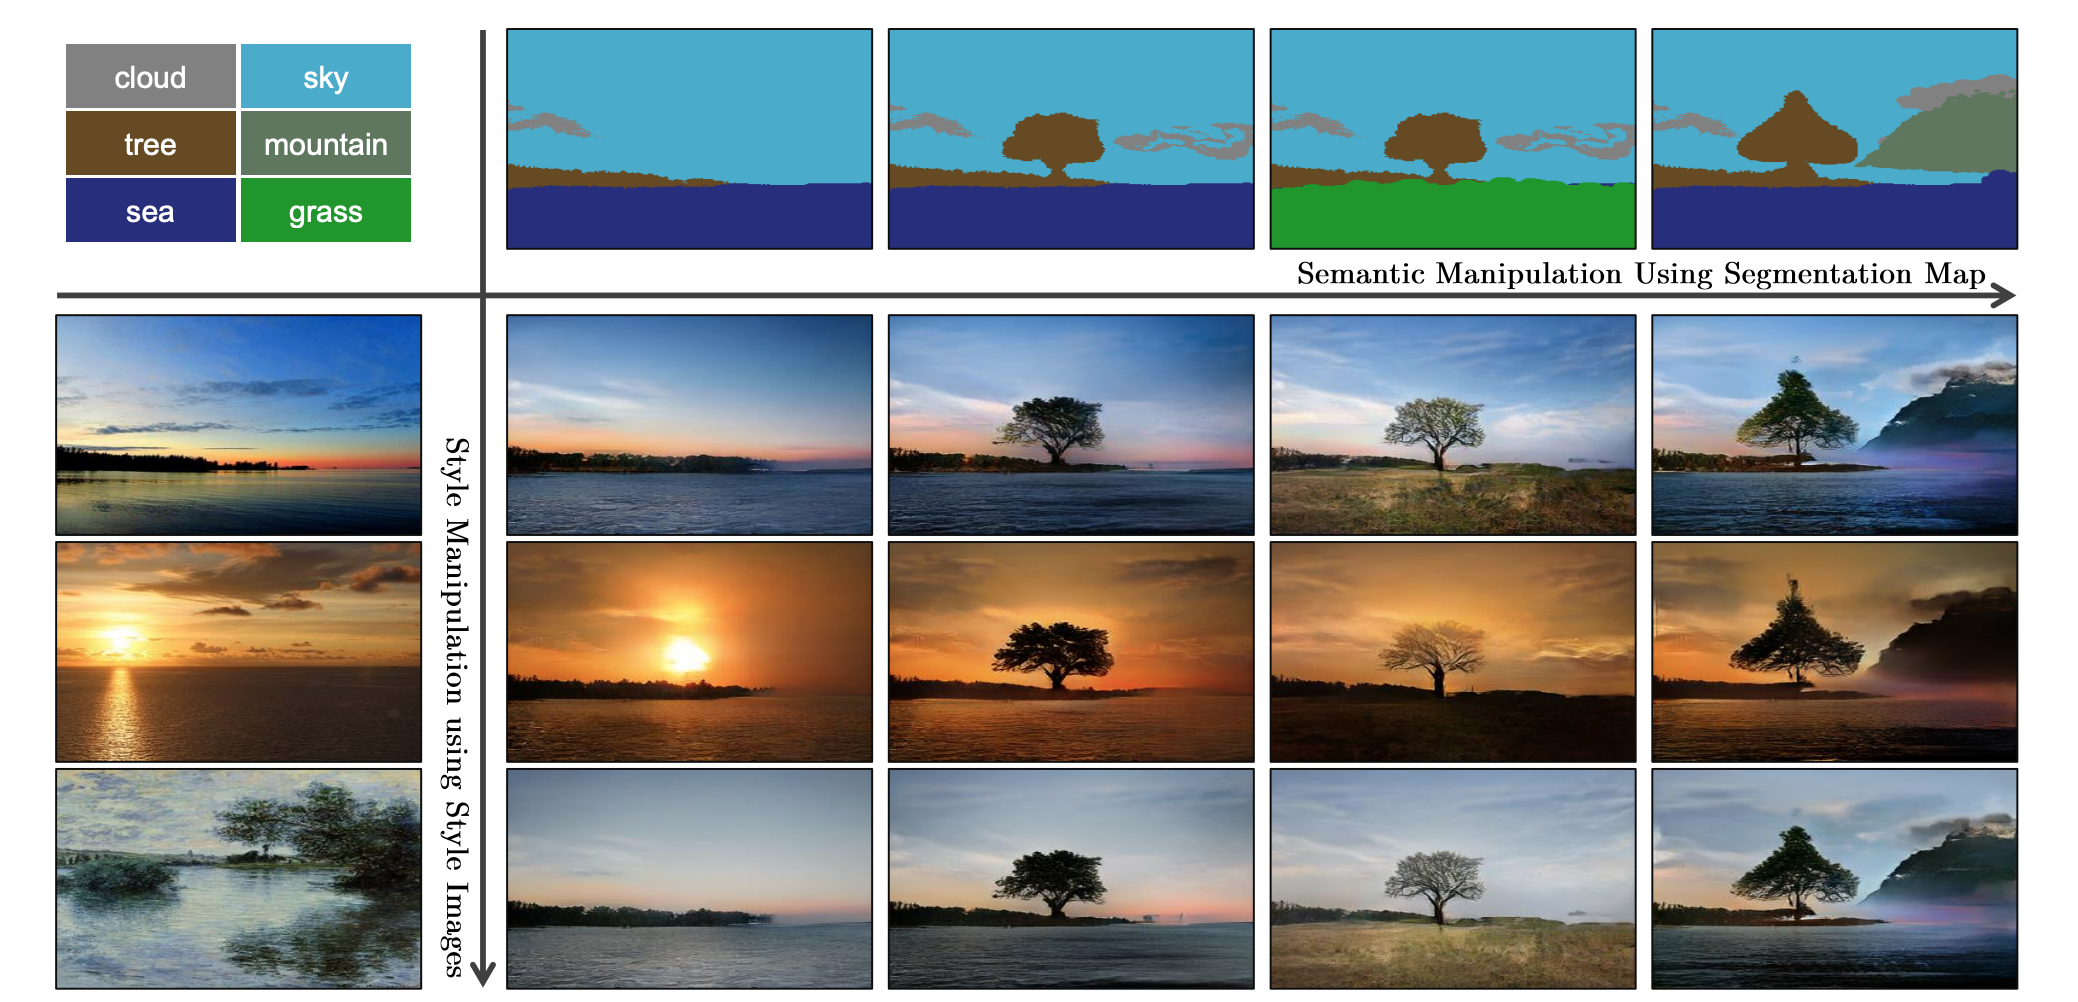 cloud
sky
tree
mountain
sea
grass
Semantic Manipulation Using Segmentation Map
Style Manipulation using Style Images